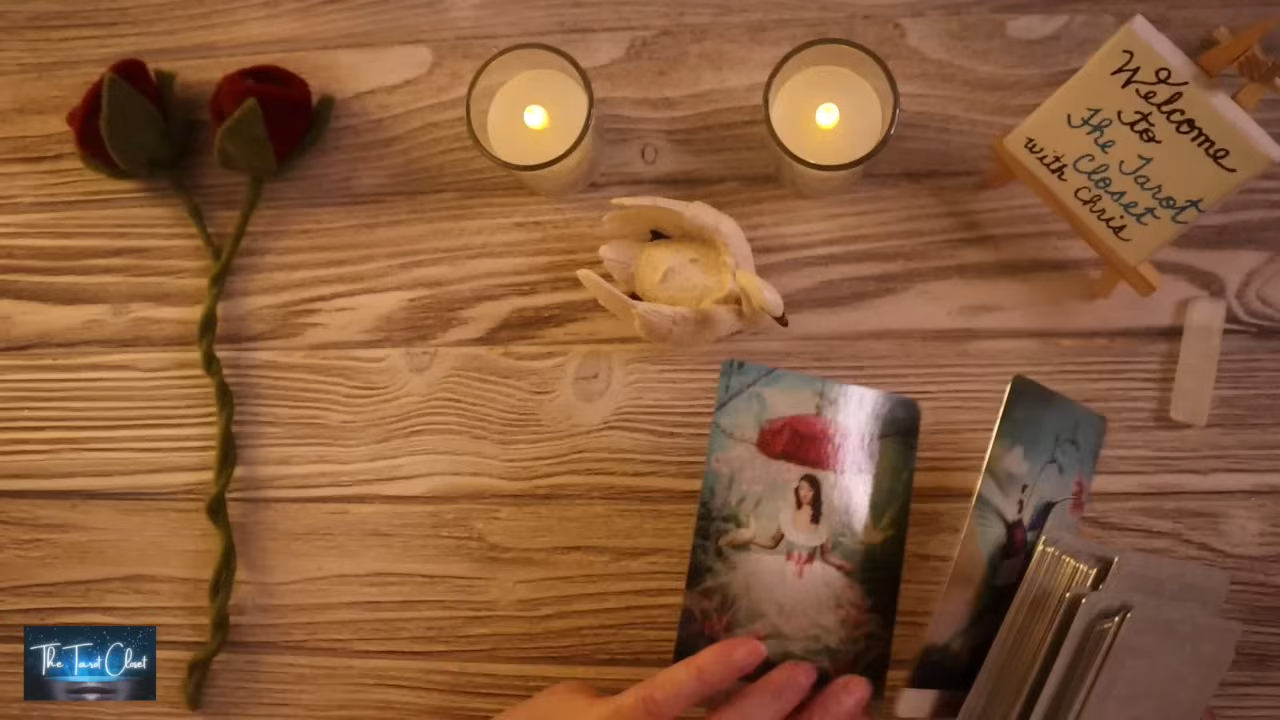 Welcome
to
The Tarot
Closet
with Chris
The Tarot Closet